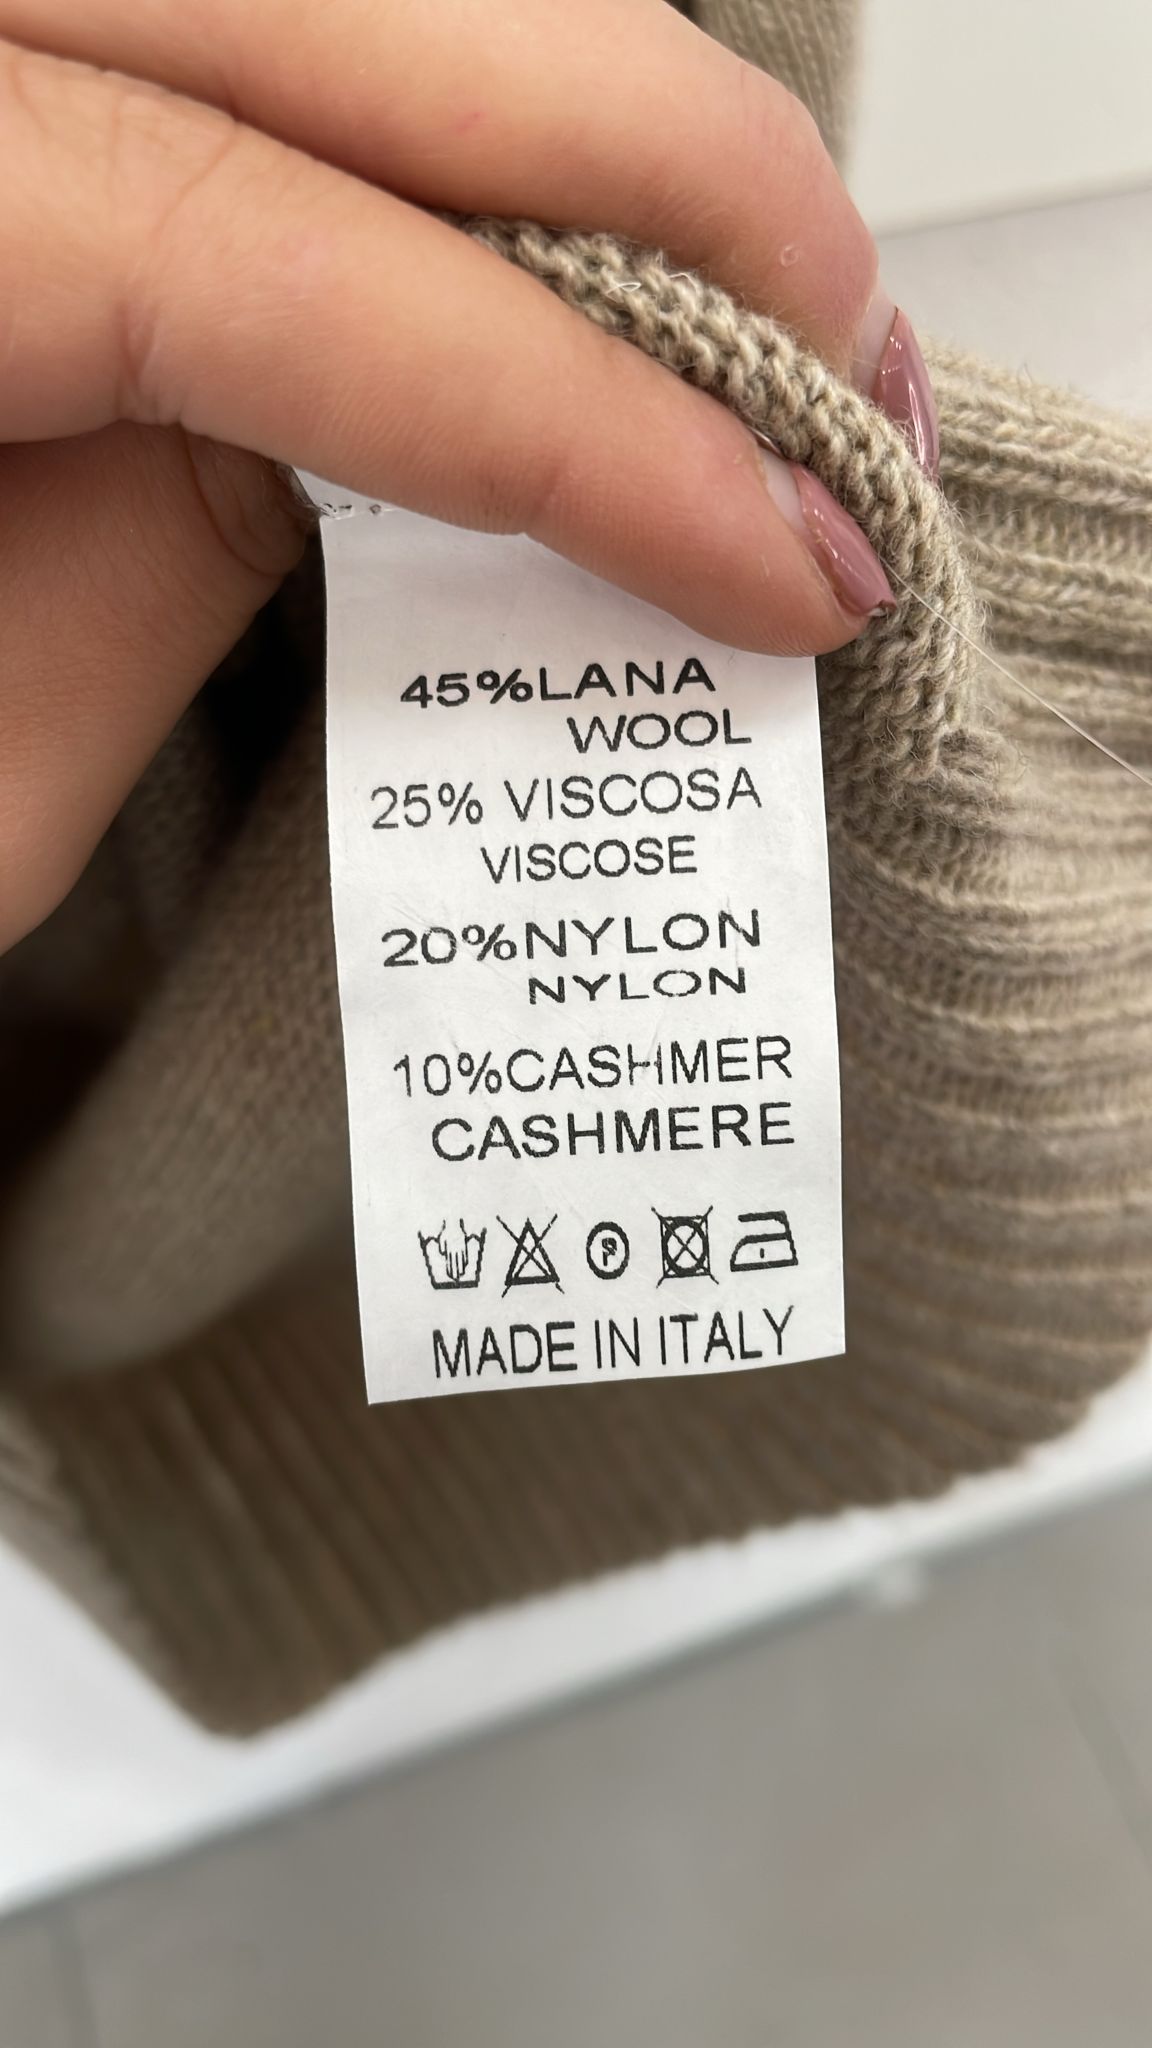 45%LANA
WOOL
25% VISCOSA
VISCOSE
20%NYLON
NYLON
10%CASHMER
CASHMERE
P
MADE IN ITALY